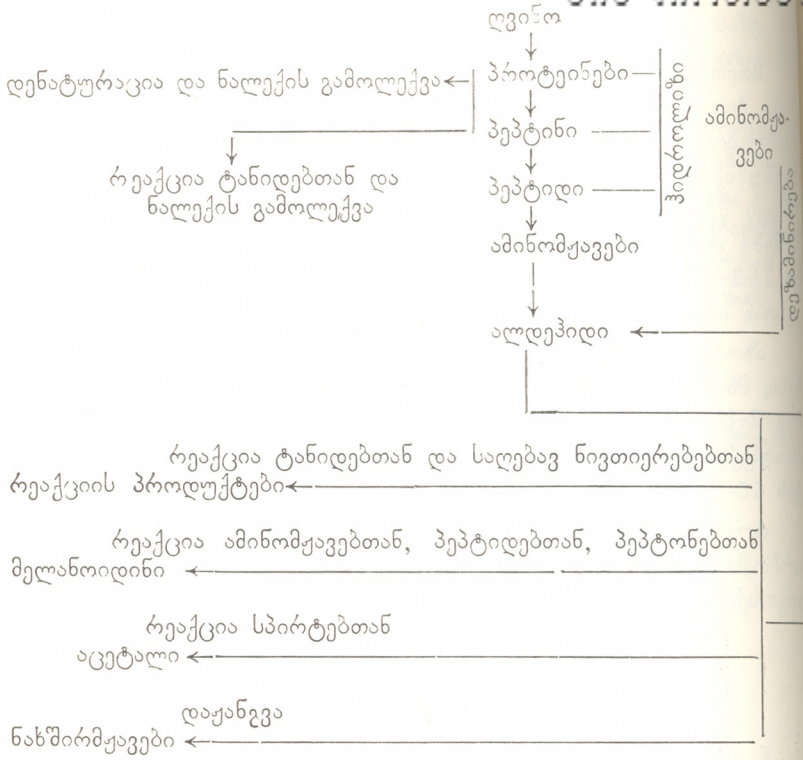 ღვინო
დენატურაცია და ნალექის გამოლექვა
პროტეინები
ჰიდროლიზი
ამინომჟა-
ვები
პეპტინი
რეაქცია ტანიდებთან და
ნალექის გამოლექვა
პეპტიდი
დეზამინირება
ამინომჟავები
ალდეჰიდი
რეაქცია ტანიდებთან და საღებავ ნივთიერებებთან
რეაქციის პროდუქტები
რეაქცია ამინომჟავებთან, პეპტიდებთან, პეპტონებთან
მელანოიდინი
რეაქცია სპირტებთან
აცეტალი
დაჟანგვა
ნახშირმჟავები